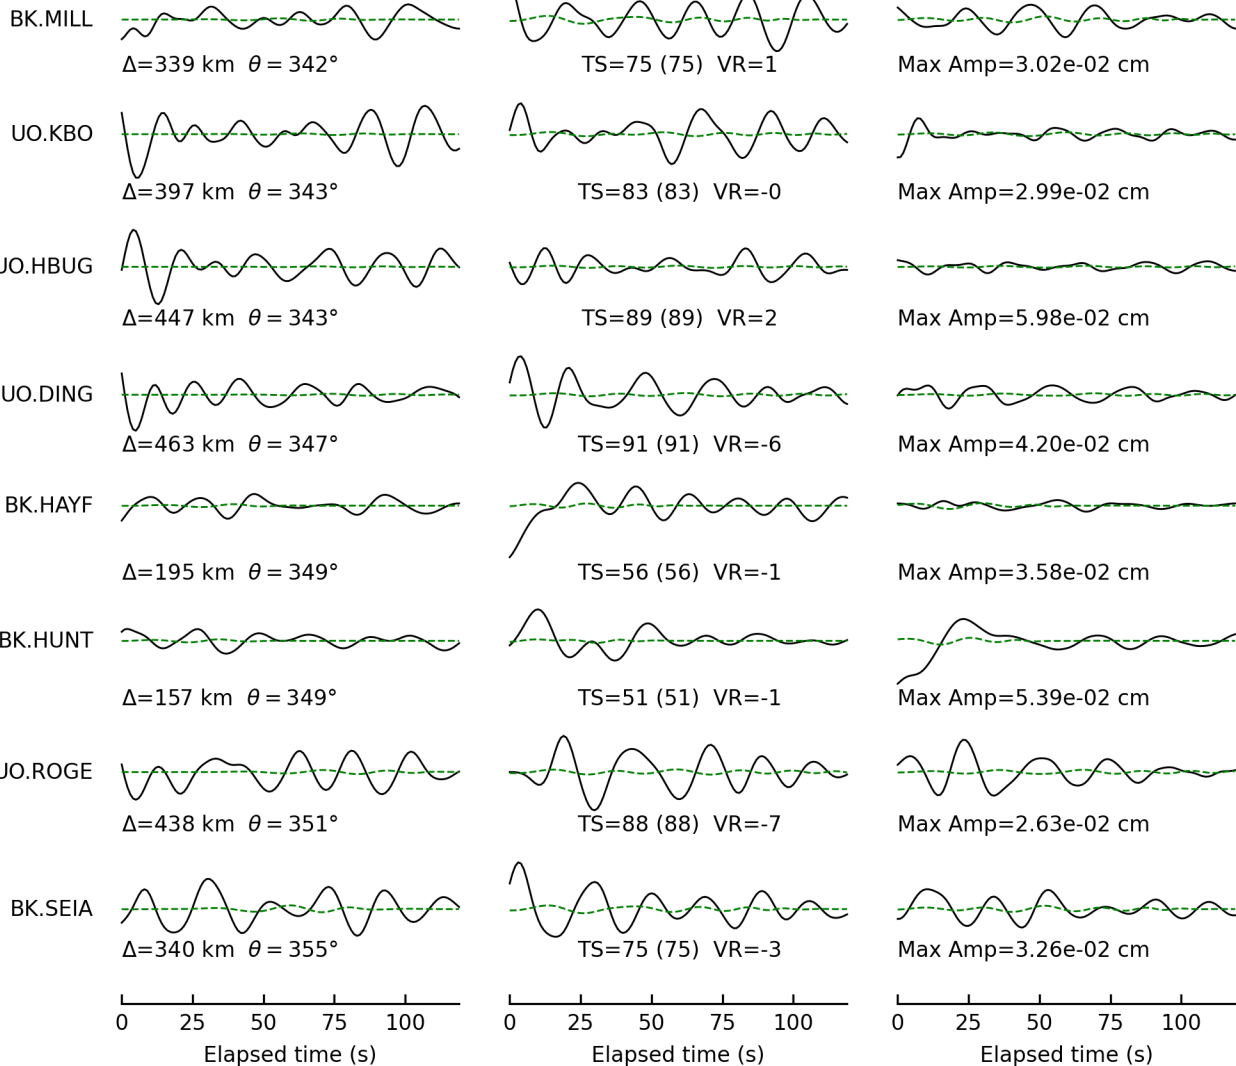 BK.MILL
Δ=339 km θ = 342° TS=75 (75) VR=1 Max Amp=3.02e-02 cm
UO.KBO
Δ=397 km θ = 343° TS=83 (83) VR=-0 Max Amp=2.99e-02 cm
UO.HBUG
Δ=447 km θ = 343° TS=89 (89) VR=2 Max Amp=5.98e-02 cm
UO.DING
Δ=463 km θ = 347° TS=91 (91) VR=-6 Max Amp=4.20e-02 cm
BK.HAYF
Δ=195 km θ = 349° TS=56 (56) VR=-1 Max Amp=3.58e-02 cm
BK.HUNT
Δ=157 km θ = 349° TS=51 (51) VR=-1 Max Amp=5.39e-02 cm
UO.ROGE
Δ=438 km θ = 351° TS=88 (88) VR=-7 Max Amp=2.63e-02 cm
BK.SEIA
Δ=340 km θ = 355° TS=75 (75) VR=-3 Max Amp=3.26e-02 cm
0 25 50 75 100 0 25 50 75 100 0 25 50 75 100
Elapsed time (s) Elapsed time (s) Elapsed time (s)